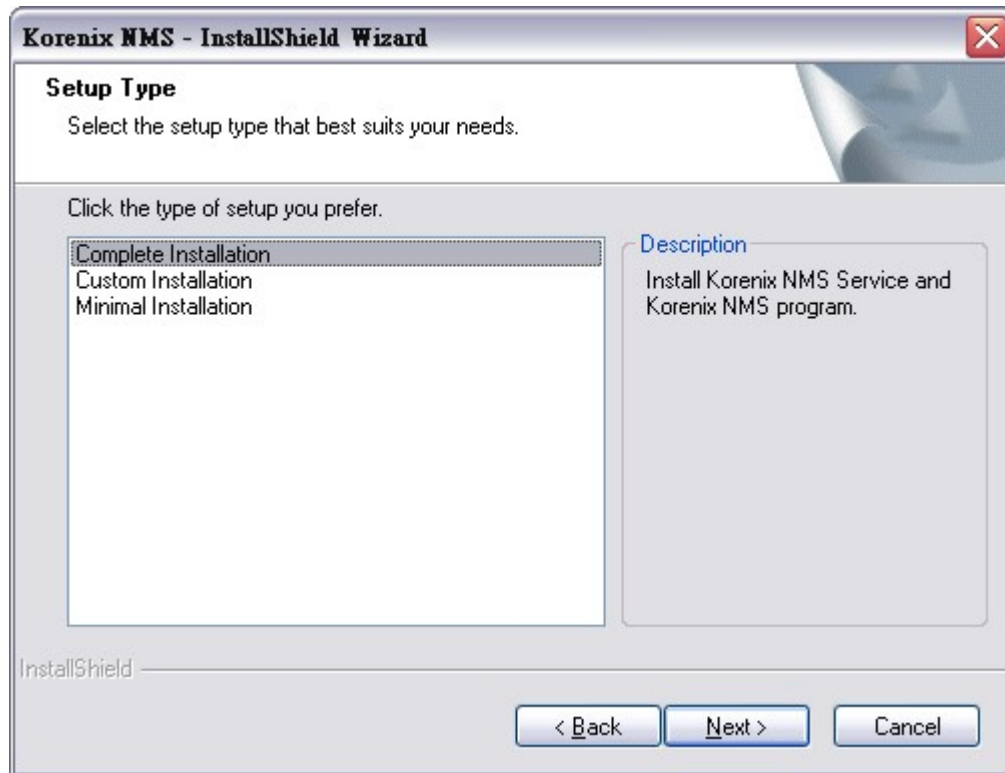 Korenix NMS - InstallShield Wizard
Setup Type
Select the setup type that best suits your needs.
Click the type of setup you prefer.
Complete Installation
Custom Installation
Minimal Installation
Description
Install Korenix NMS Service and
Korenix NMS program.
InstallShield
< Back
Next >
Cancel